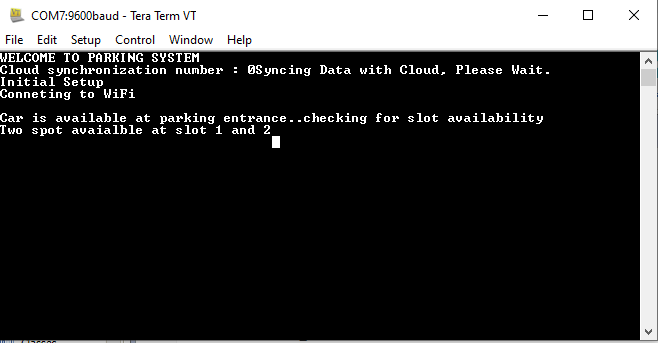 COM7:9600baud - Tera Term VT
File Edit Setup Control Window Help
WELCOME TO PARKING SYSTEM
Cloud synchronization number : 0Syncing Data with Cloud, Please Wait.
Initial Setup
Conneting to WiFi
Car is available at parking entrance..checking for slot availability
Two spot avaialble at slot 1 and 2